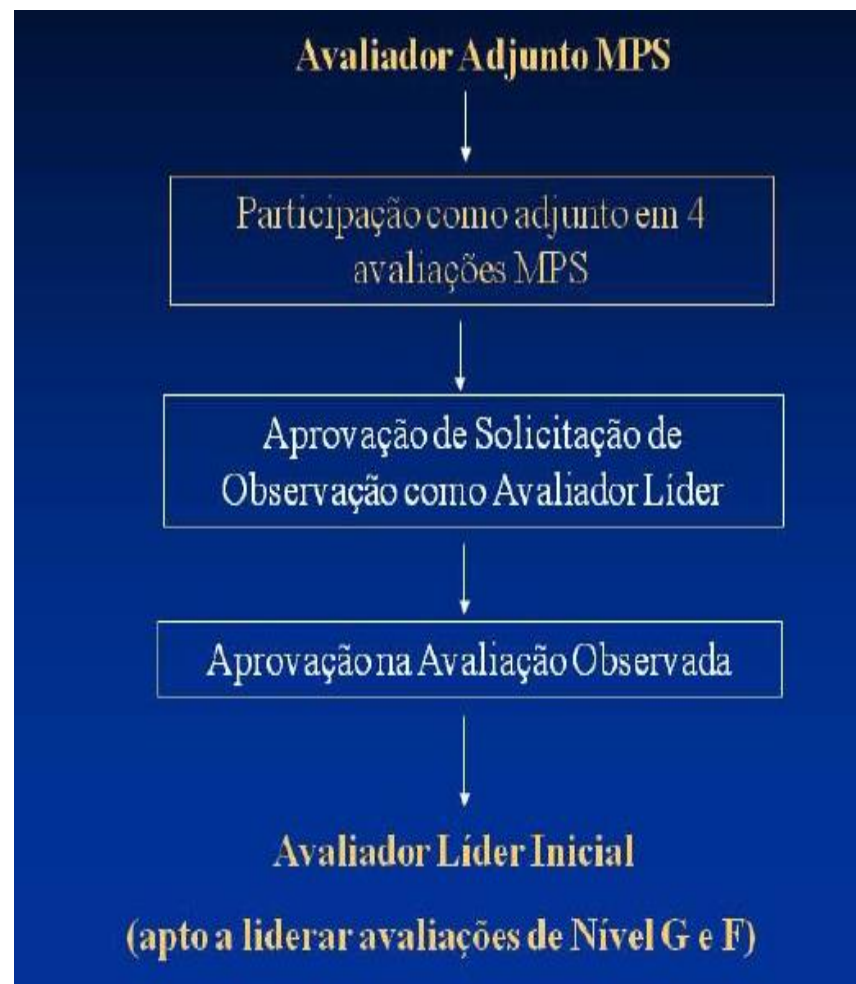 Avaliador Adjunto MPS
Participação como adjunto em 4
avaliações MPS
Aprovação de Solicitação de
Observação como Avaliador Líder
Aprovação na Avaliação Observada
Avaliador Líder Inicial
(apto a liderar avaliações de Nível G e F)